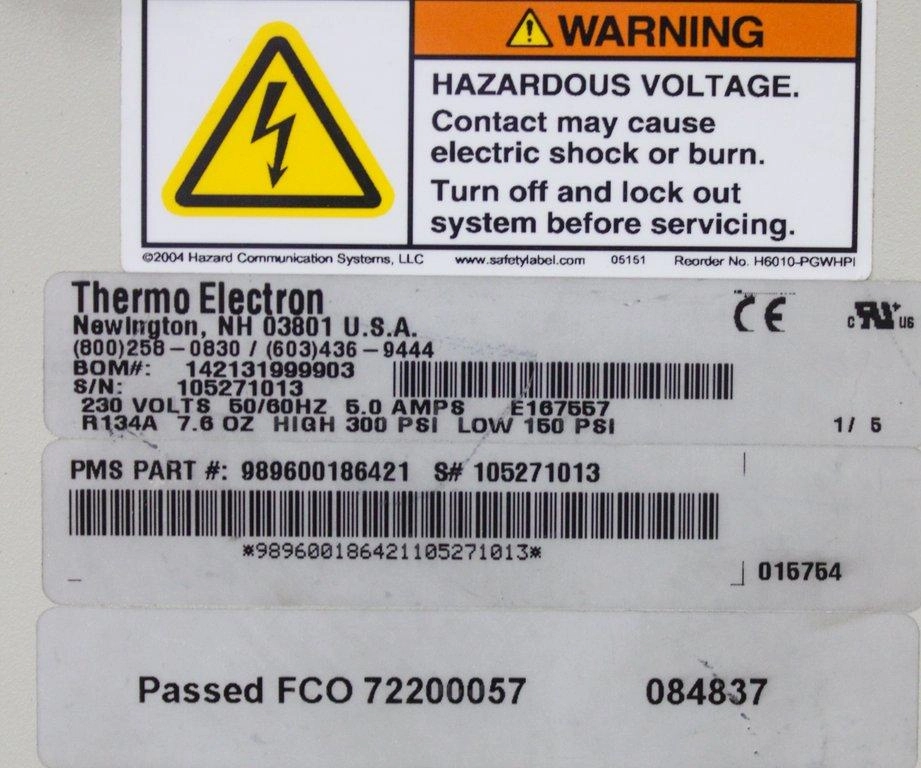 WARNING
HAZARDOUS VOLTAGE.
Contact may cause
electric shock or burn.
Turn off and lock out
system before servicing.
©2004 Hazard Communication Systems, LLC www.safetylabel.com 05151 Reorder No. H6010-PGWHPI
Thermo Electron
Newington, NH 03801 U.S.A.
(800)258-0830 / (603)436-9444
BOM#: 142131999903
S/N: 105271013
230 VOLTS 50/60HZ 5.0 AMPS E167557
R134A 7.6 OZ HIGH 300 PSI LOW 150 PSI 1/ 5
CE
c RU us
PMS PART #: 989600186421 S# 105271013
*989600186421105271013*
015754
Passed FCO 72200057 084837